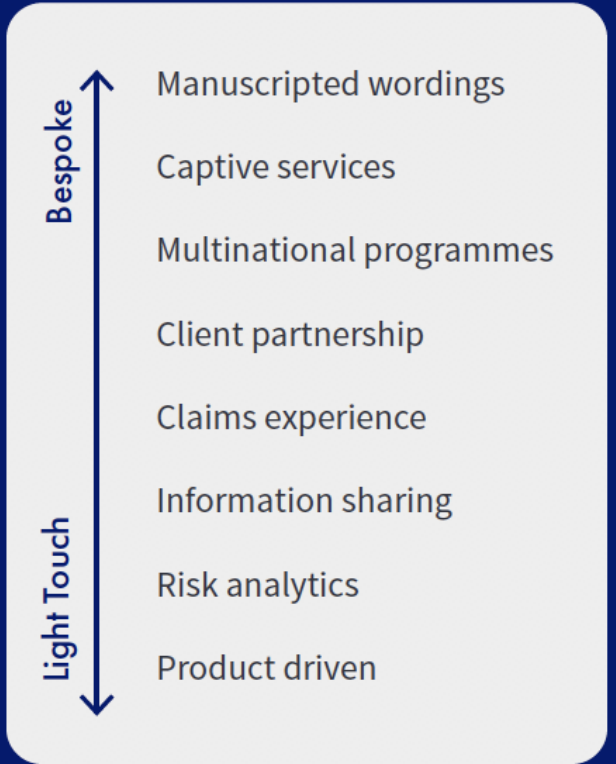 Bespoke
Light Touch
Manuscripted wordings
Captive services
Multinational programmes
Client partnership
Claims experience
Information sharing
Risk analytics
Product driven